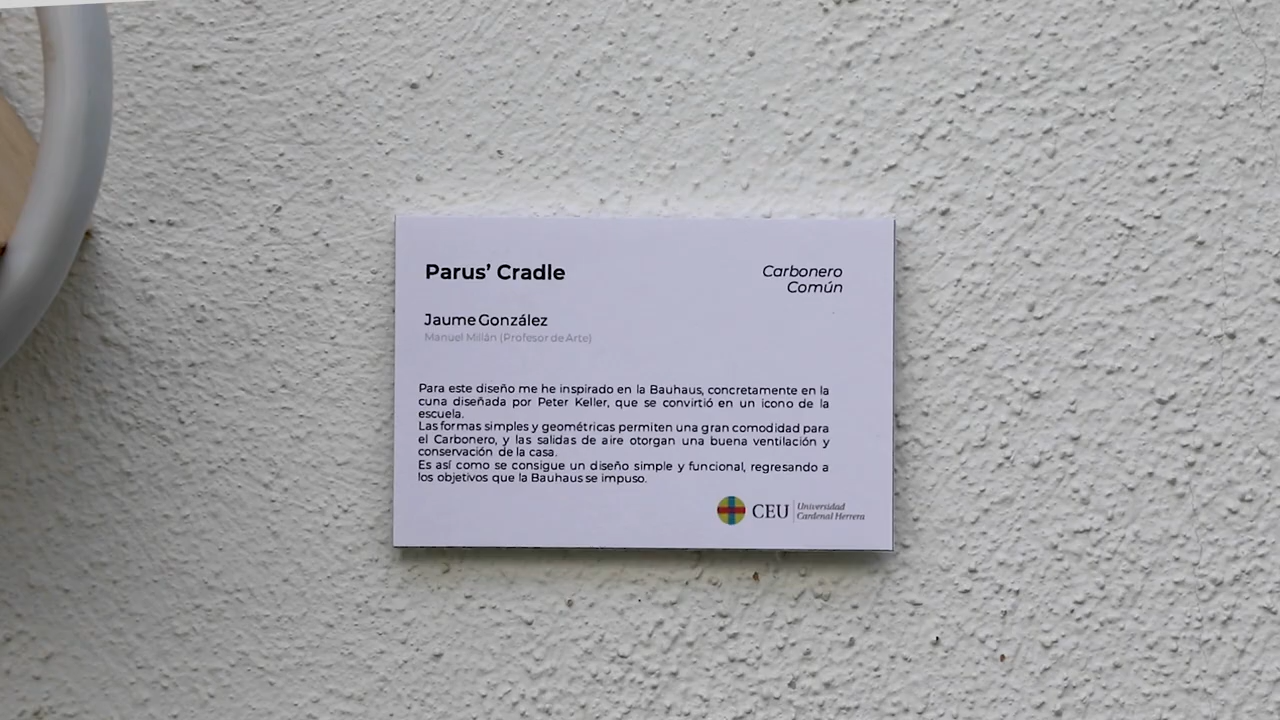 Parus' Cradle
Carbonero
Común
Jaume González
Manuel Millán (Profesor de Arte)
Para este diseño me he inspirado en la Bauhaus, concretamente en la
cuna diseñada por Peter Keller, que se convirtió en un icono de la
escuela.
Las formas simples y geométricas permiten una gran comodidad para
el Carbonero, y las salidas de aire otorgan una buena ventilación y
conservación de la casa.
Es así como se consigue un diseño simple y funcional, regresando a
los objetivos que la Bauhaus se impuso.
CEU Universidad
Cardenal Herrera